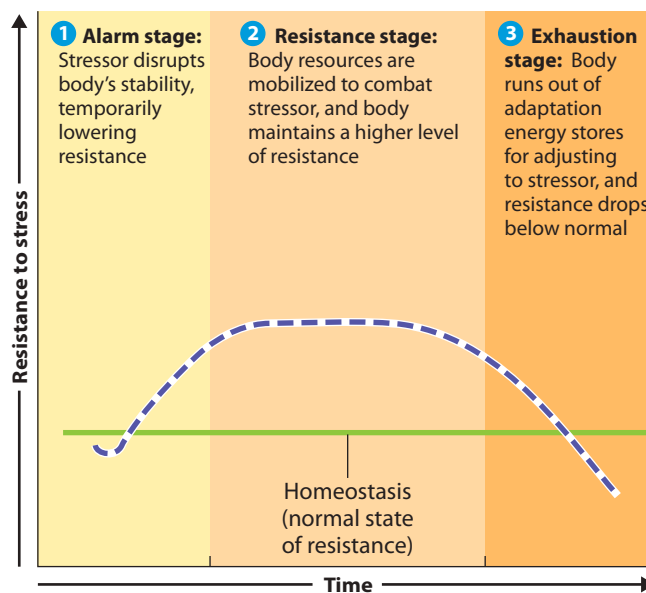 1 Alarm stage:
Stressor disrupts
body's stability,
temporarily
lowering
resistance
2 Resistance stage:
Body resources are
mobilized to combat
stressor, and body
maintains a higher level
of resistance
3 Exhaustion
stage: Body
runs out of
adaptation
energy stores
for adjusting
to stressor, and
resistance drops
below normal
Resistance to stress
Homeostasis
(normal state
of resistance)
Time